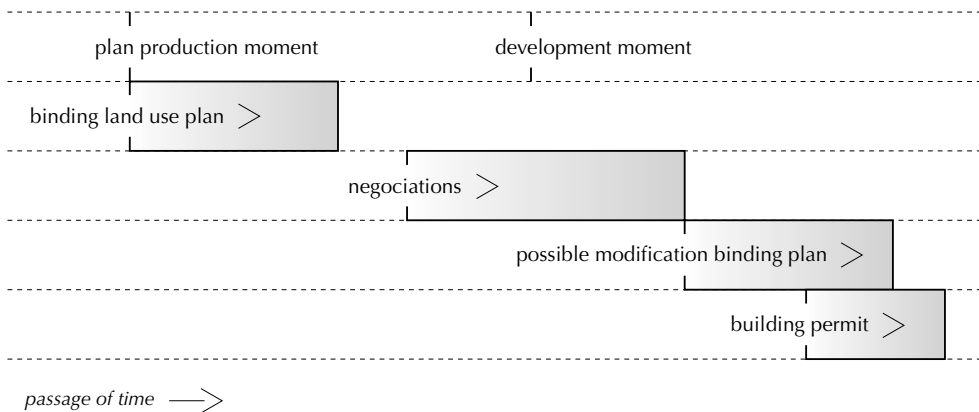 plan production moment
development moment
binding land use plan
negociations
possible modification binding plan
building permit
passage of time